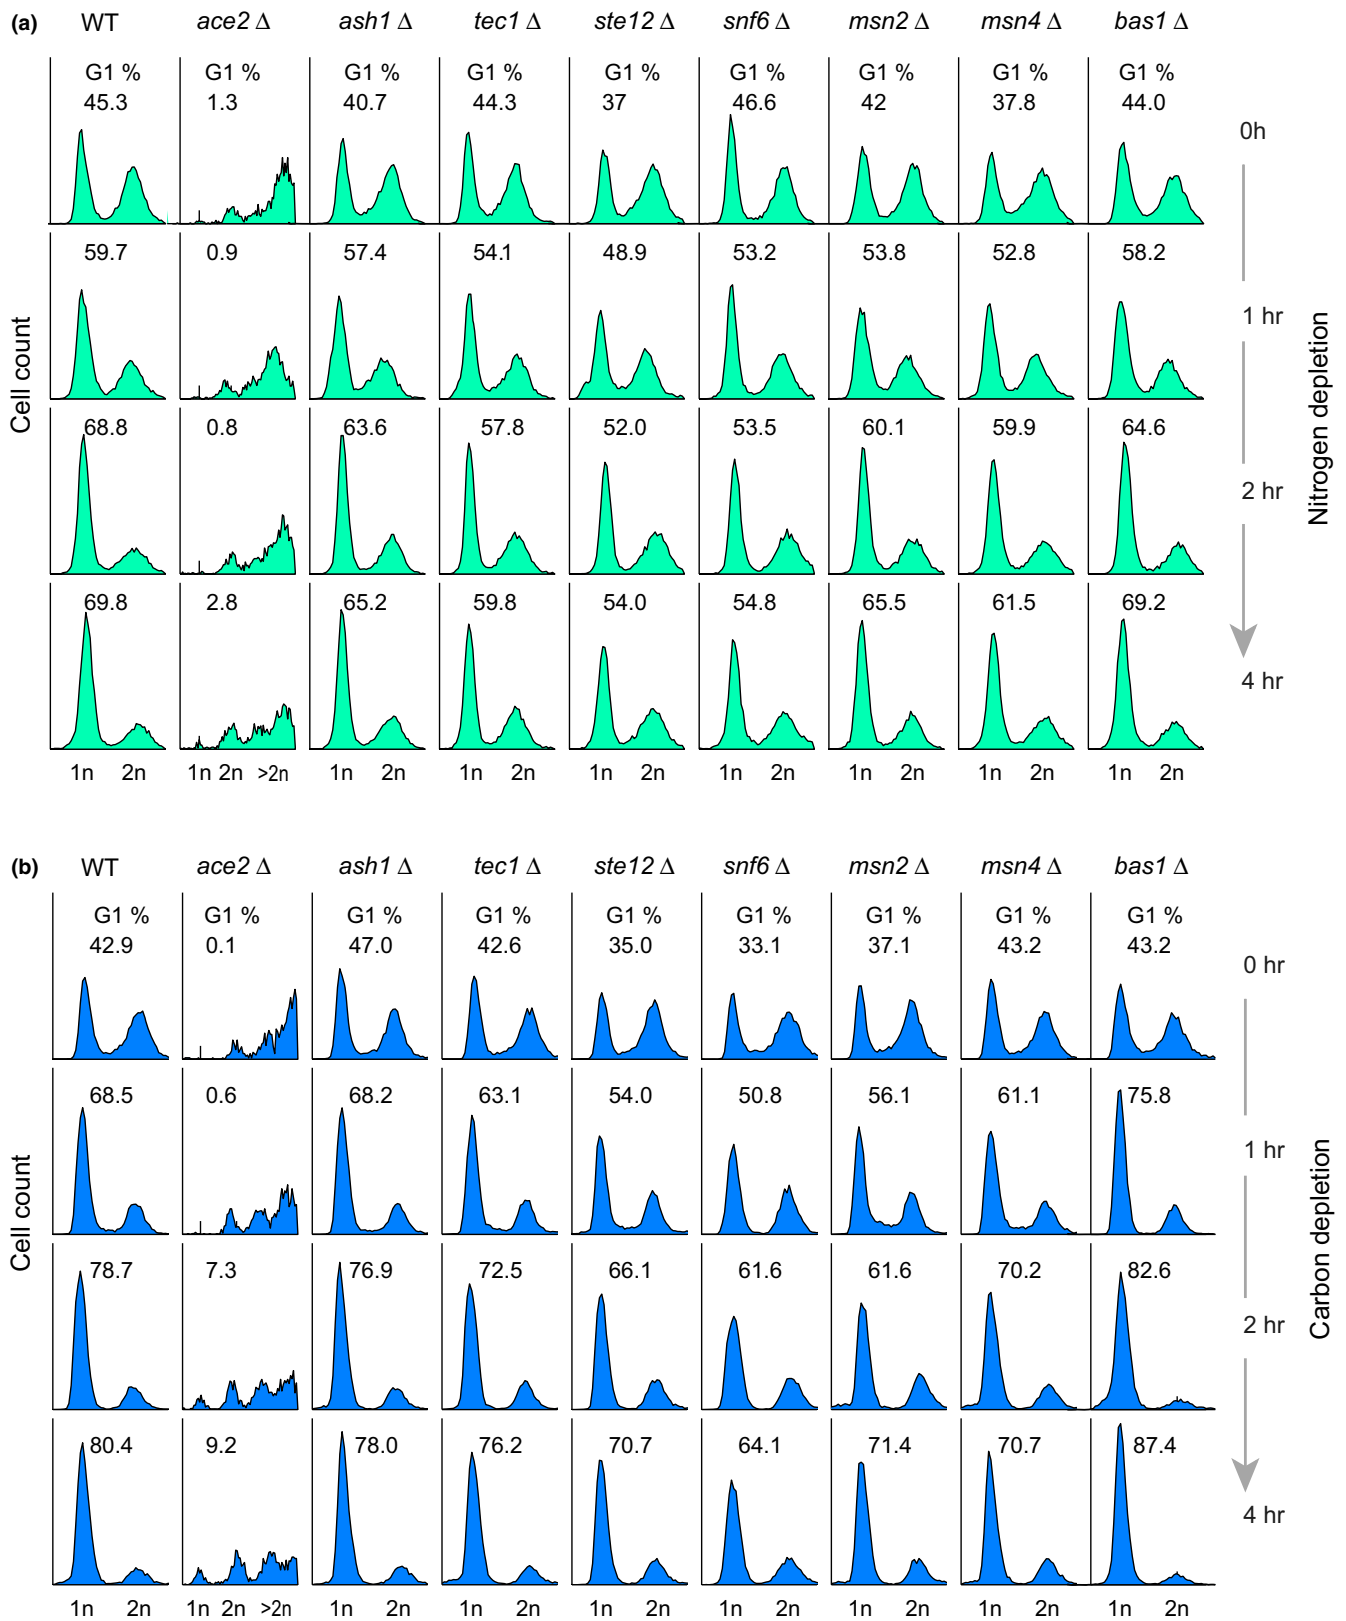 (a) WT ace2 Δ ash1 Δ tec1 Δ ste12 Δ snf6 Δ msn2 Δ msn4 Δ bas1 Δ
G1 % G1 % G1 % G1 % G1 % G1 % G1 % G1 % G1 %
45.3 1.3 40.7 44.3 37 46.6 42 37.8 44.0
0h
59.7 0.9 57.4 54.1 48.9 53.2 53.8 52.8 58.2
1 hr
68.8 0.8 63.6 57.8 52.0 53.5 60.1 59.9 64.6
2 hr
69.8 2.8 65.2 59.8 54.0 54.8 65.5 61.5 69.2
4 hr
1n 2n 1n 2n >2n 1n 2n 1n 2n 1n 2n 1n 2n 1n 2n 1n 2n 1n 2n
Cell count
Nitrogen depletion
(b) WT ace2 Δ ash1 Δ tec1 Δ ste12 Δ snf6 Δ msn2 Δ msn4 Δ bas1 Δ
G1 % G1 % G1 % G1 % G1 % G1 % G1 % G1 % G1 %
42.9 0.1 47.0 42.6 35.0 33.1 37.1 43.2 43.2
0 hr
68.5 0.6 68.2 63.1 54.0 50.8 56.1 61.1 75.8
1 hr
78.7 7.3 76.9 72.5 66.1 61.6 61.6 70.2 82.6
2 hr
80.4 9.2 78.0 76.2 70.7 64.1 71.4 70.7 87.4
4 hr
1n 2n 1n 2n >2n 1n 2n 1n 2n 1n 2n 1n 2n 1n 2n 1n 2n 1n 2n
Cell count
Carbon depletion